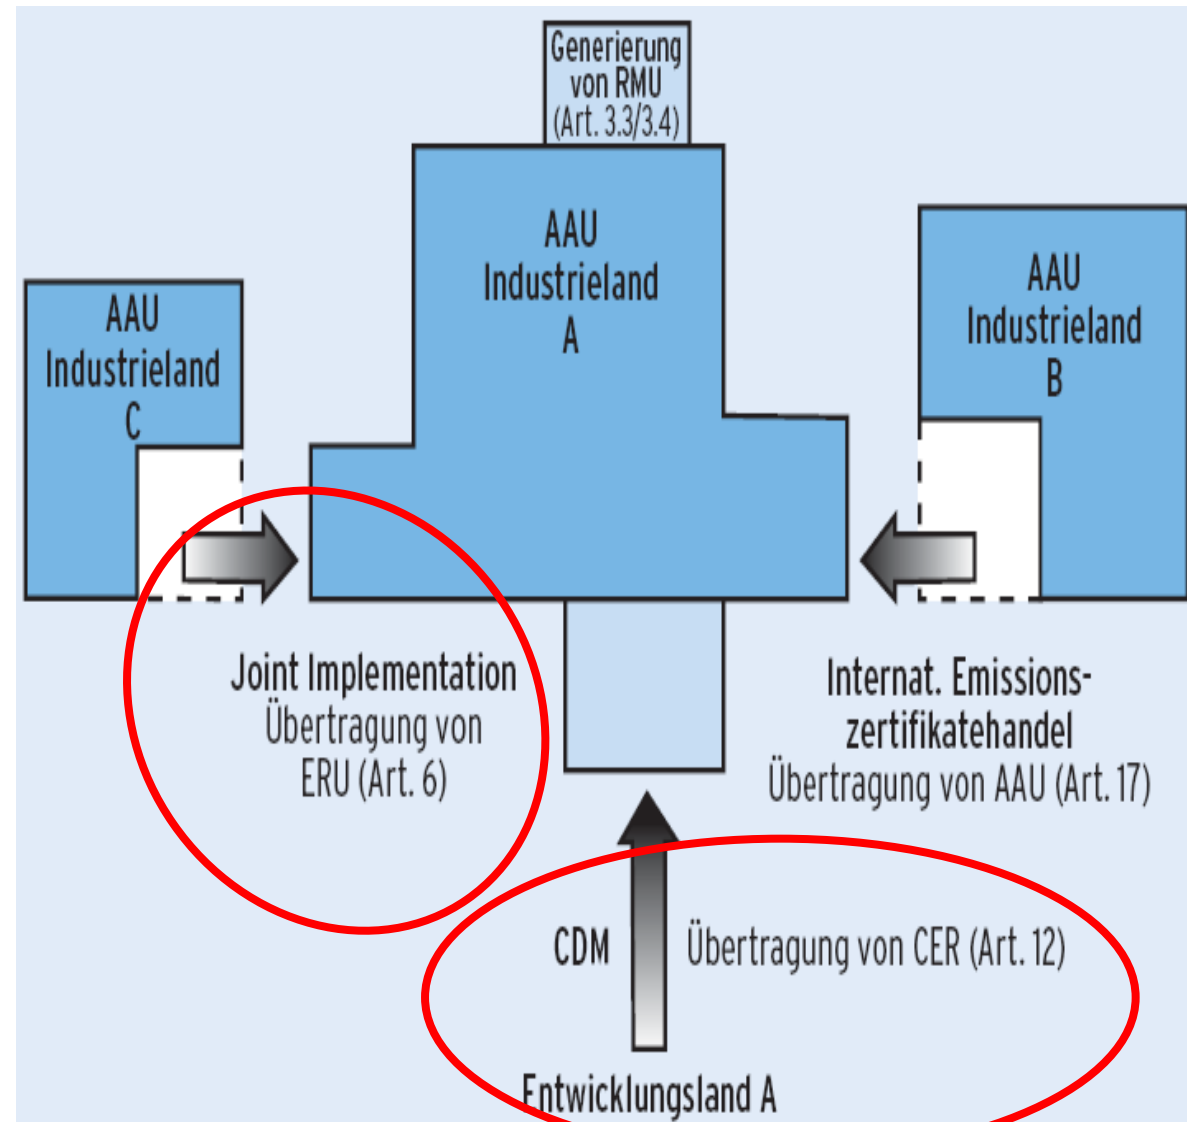 Generierung
von RMU
(Art. 3.3/3.4)
AAU
Industrieland
A
AAU
Industrieland
C
AAU
Industrieland
B
Joint Implementation
Übertragung von
ERU (Art. 6)
Internat. Emissions-
zertifikatehandel
Übertragung von AAU (Art. 17)
CDM Übertragung von CER (Art. 12)
Entwicklungsland A